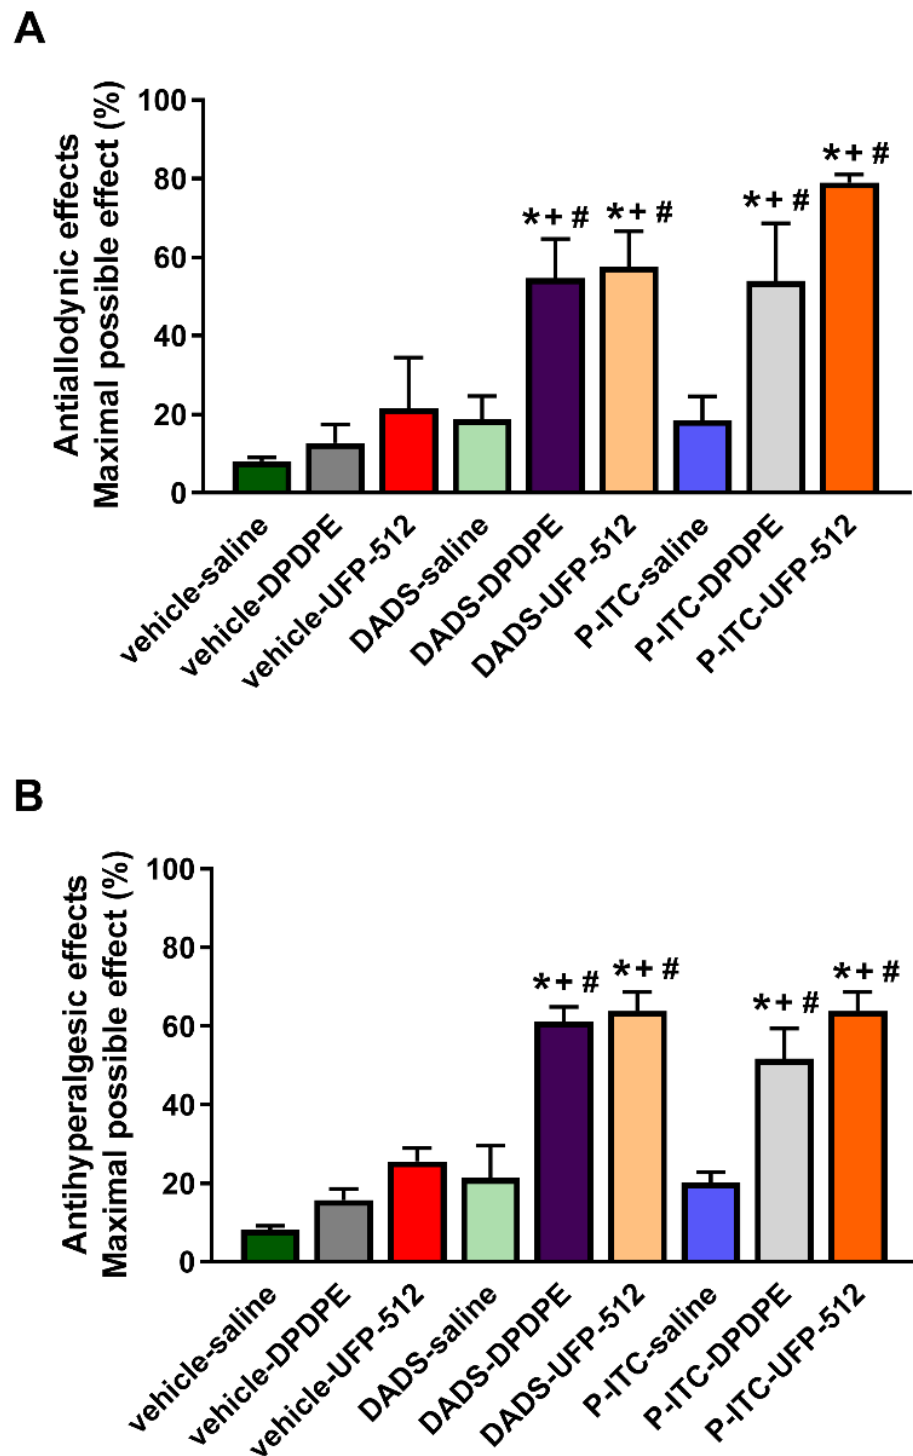 A
Antiallodynic effects
Maximal possible effect (%)
100
80
60
40
20
0
*+ #
*+ #
*+ #
*+ #
vehicle-saline
vehicle-DPDPE
vehicle-UFP-512
DADS-saline
DADS-DPDPE
DADS-UFP-512
P-ITC-saline
P-ITC-DPDPE
P-ITC-UFP-512
B
Antihyperalgesic effects
Maximal possible effect (%)
100
80
60
40
20
0
*+ #
*+ #
*+ #
*+ #
vehicle-saline
vehicle-DPDPE
vehicle-UFP-512
DADS-saline
DADS-DPDPE
DADS-UFP-512
P-ITC-saline
P-ITC-DPDPE
P-ITC-UFP-512